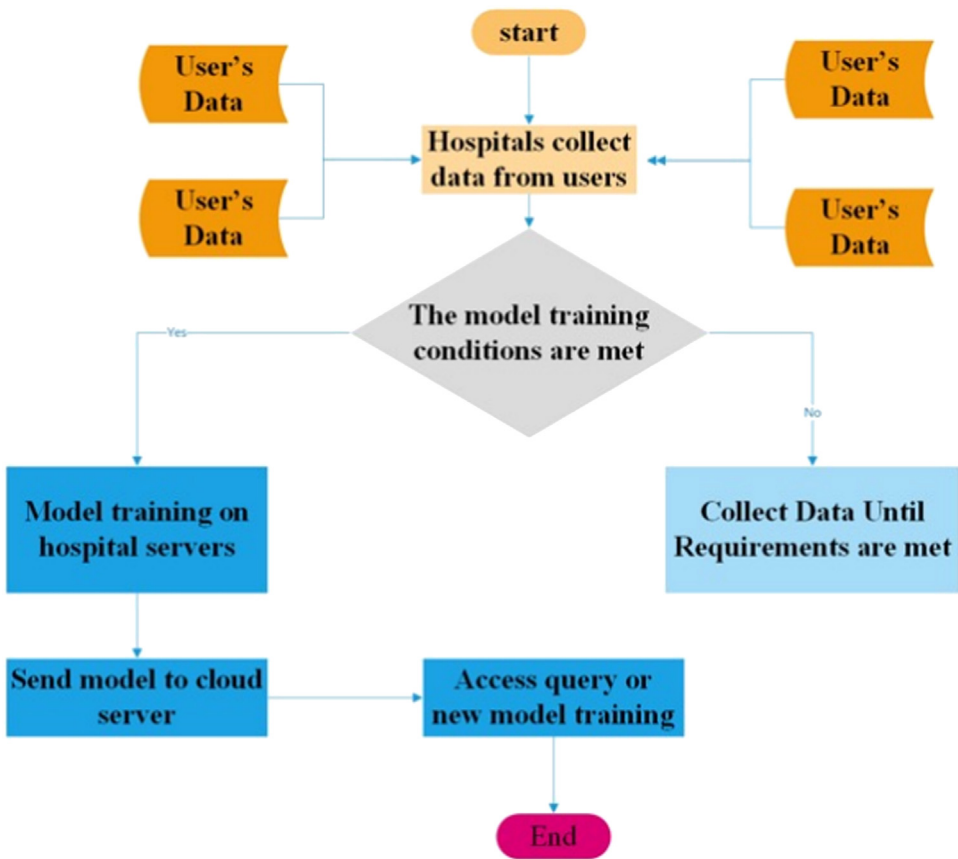 start
User's
Data
User's
Data
Hospitals collect
data from users
User's
Data
User's
Data
The model training
conditions are met
Yes
No
Model training on
hospital servers
Collect Data Until
Requirements are met
Send model to cloud
server
Access query or
new model training
End